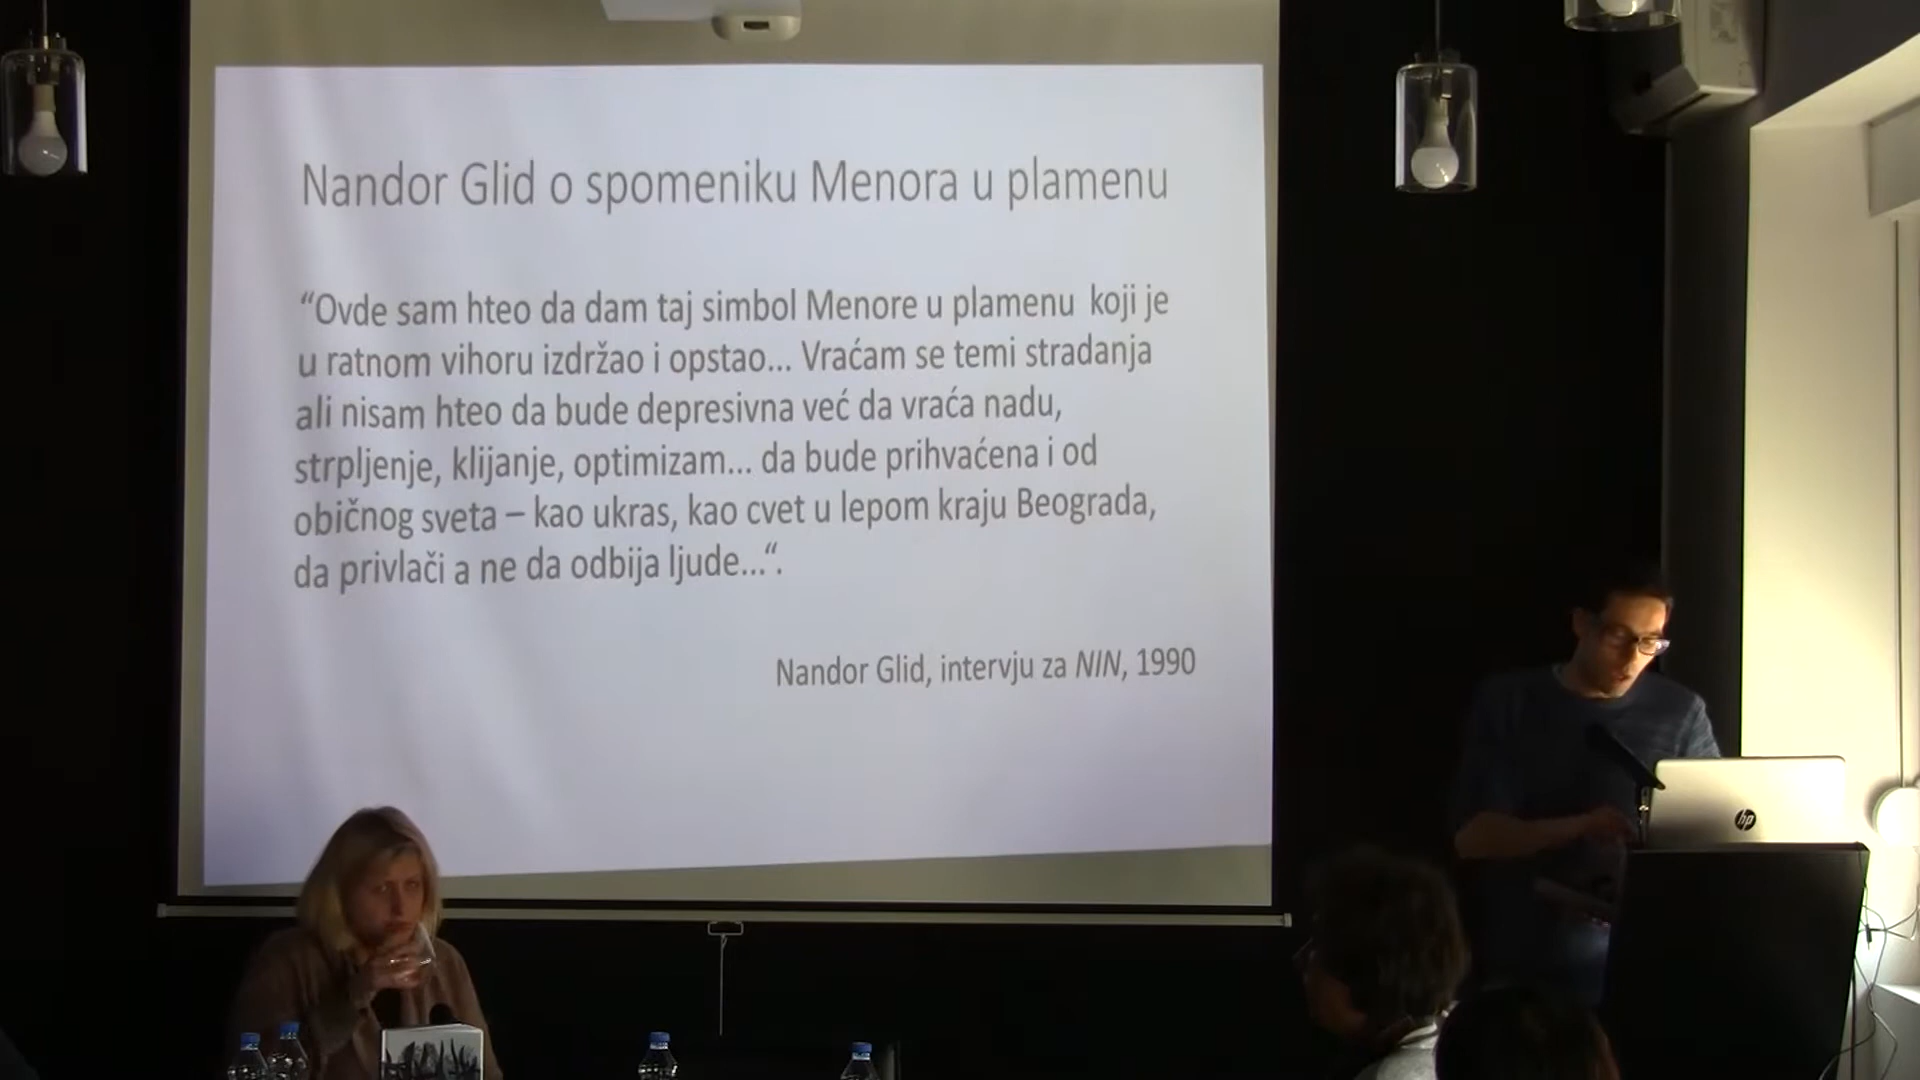 Nandor Glid o spomeniku Menora u plamenu
“Ovde sam hteo da dam taj simbol Menore u plamenu koji je
u ratnom vihoru izdržao i opstao... Vraćam se temi stradanja
ali nisam hteo da bude depresivna već da vraća nadu,
strpljenje, klijanje, optimizam... da bude prihvaćena i od
običnog sveta – kao ukras, kao cvet u lepom kraju Beograda,
da privlači a ne da odbija ljude...“.
Nandor Glid, intervju za NIN, 1990
hp